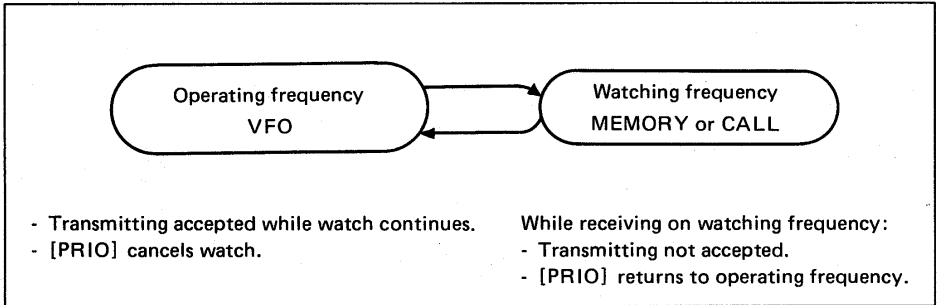 Operating frequency
VFO
Watching frequency
MEMORY or CALL
- Transmitting accepted while watch continues.
- [PRIO] cancels watch.
While receiving on watching frequency:
- Transmitting not accepted.
- [PRIO] returns to operating frequency.